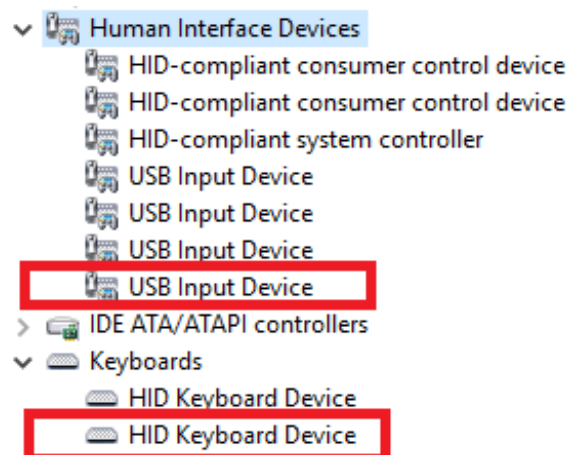 Human Interface Devices
HID-compliant consumer control device
HID-compliant consumer control device
HID-compliant system controller
USB Input Device
USB Input Device
USB Input Device
USB Input Device
IDE ATA/ATAPI controllers
Keyboards
HID Keyboard Device
HID Keyboard Device